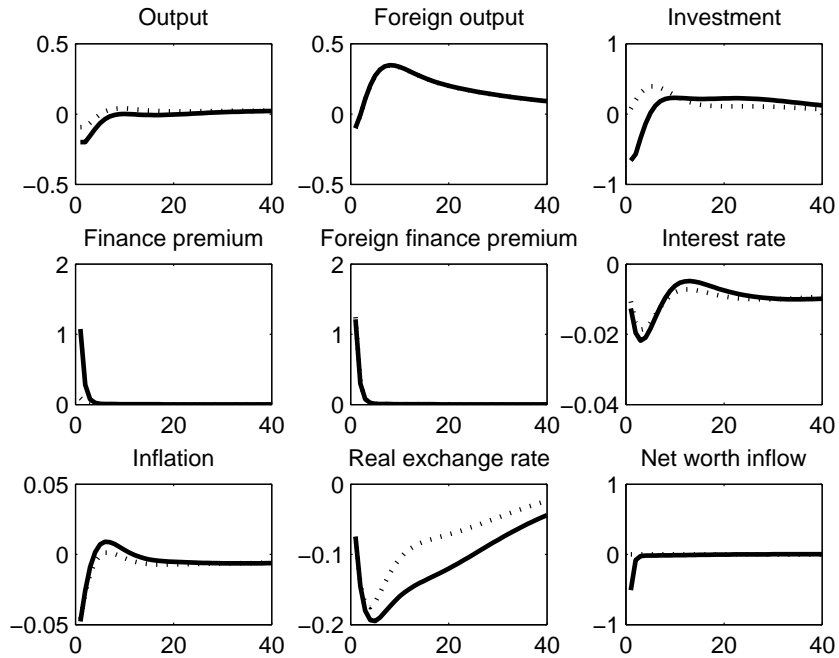 Output
0.5
0
−0.5
0 20 40
Foreign output
0.5
0
−0.5
0 20 40
Investment
1
0
−1
0 20 40
Finance premium
2
1
0
0 20 40
Foreign finance premium
2
1
0
0 20 40
Interest rate
0
−0.02
−0.04
0 20 40
Inflation
0.05
0
−0.05
0 20 40
Real exchange rate
0
−0.1
−0.2
0 20 40
Net worth inflow
1
0
−1
0 20 40